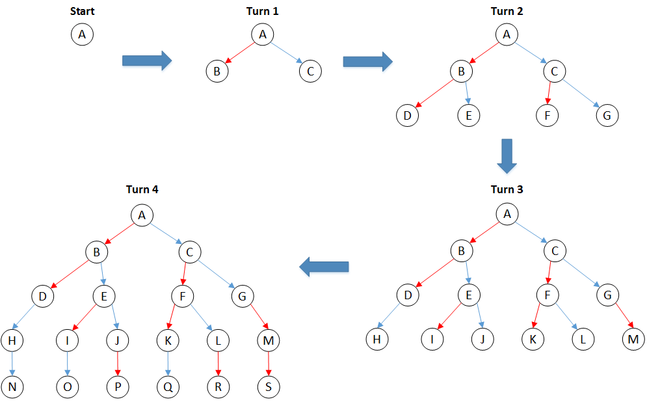 Start
A
Turn 1
A
B C
Turn 2
A
B C
D E F G
Turn 3
A
B C
D E F G
H I J K L M
Turn 4
A
B C
D E F G
H I J K L M
N O P Q R S